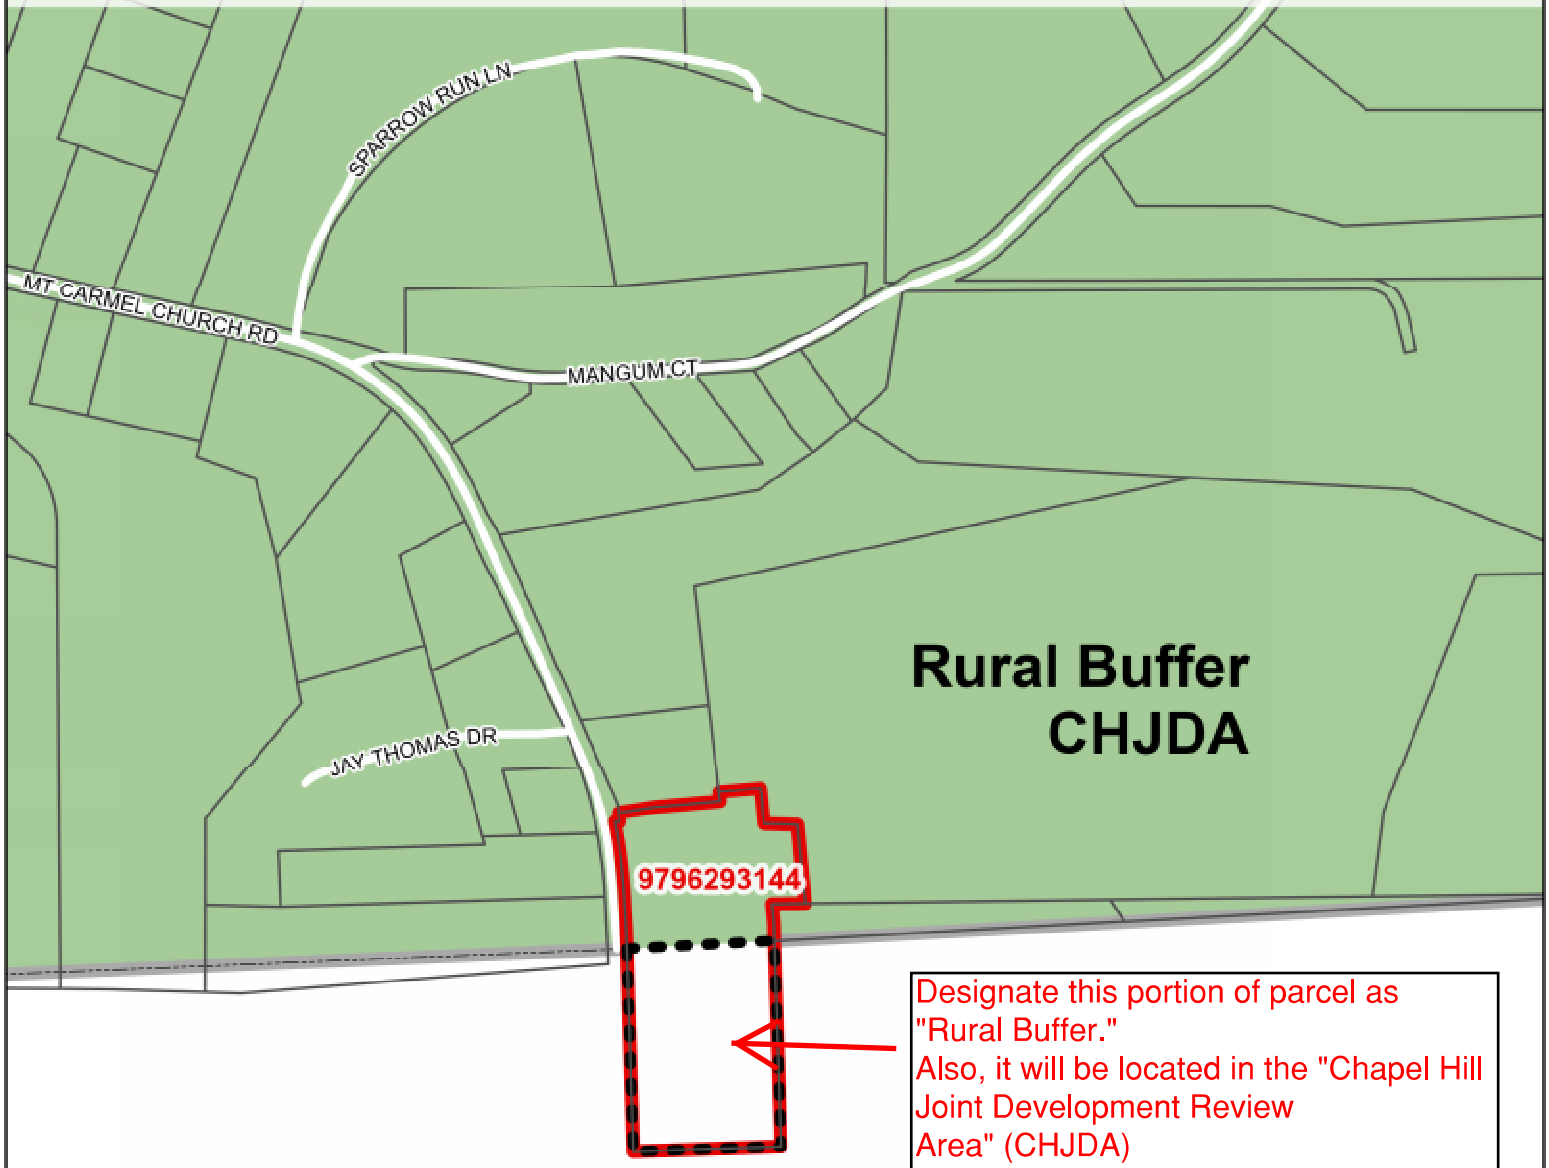 SPARROW RUN LN
MT CARMEL CHURCH RD
MANGUM CT
Rural Buffer
CHJDA
JAY THOMAS DR
9796293144
Designate this portion of parcel as
"Rural Buffer."
Also, it will be located in the "Chapel Hill
Joint Development Review
Area" (CHJDA)